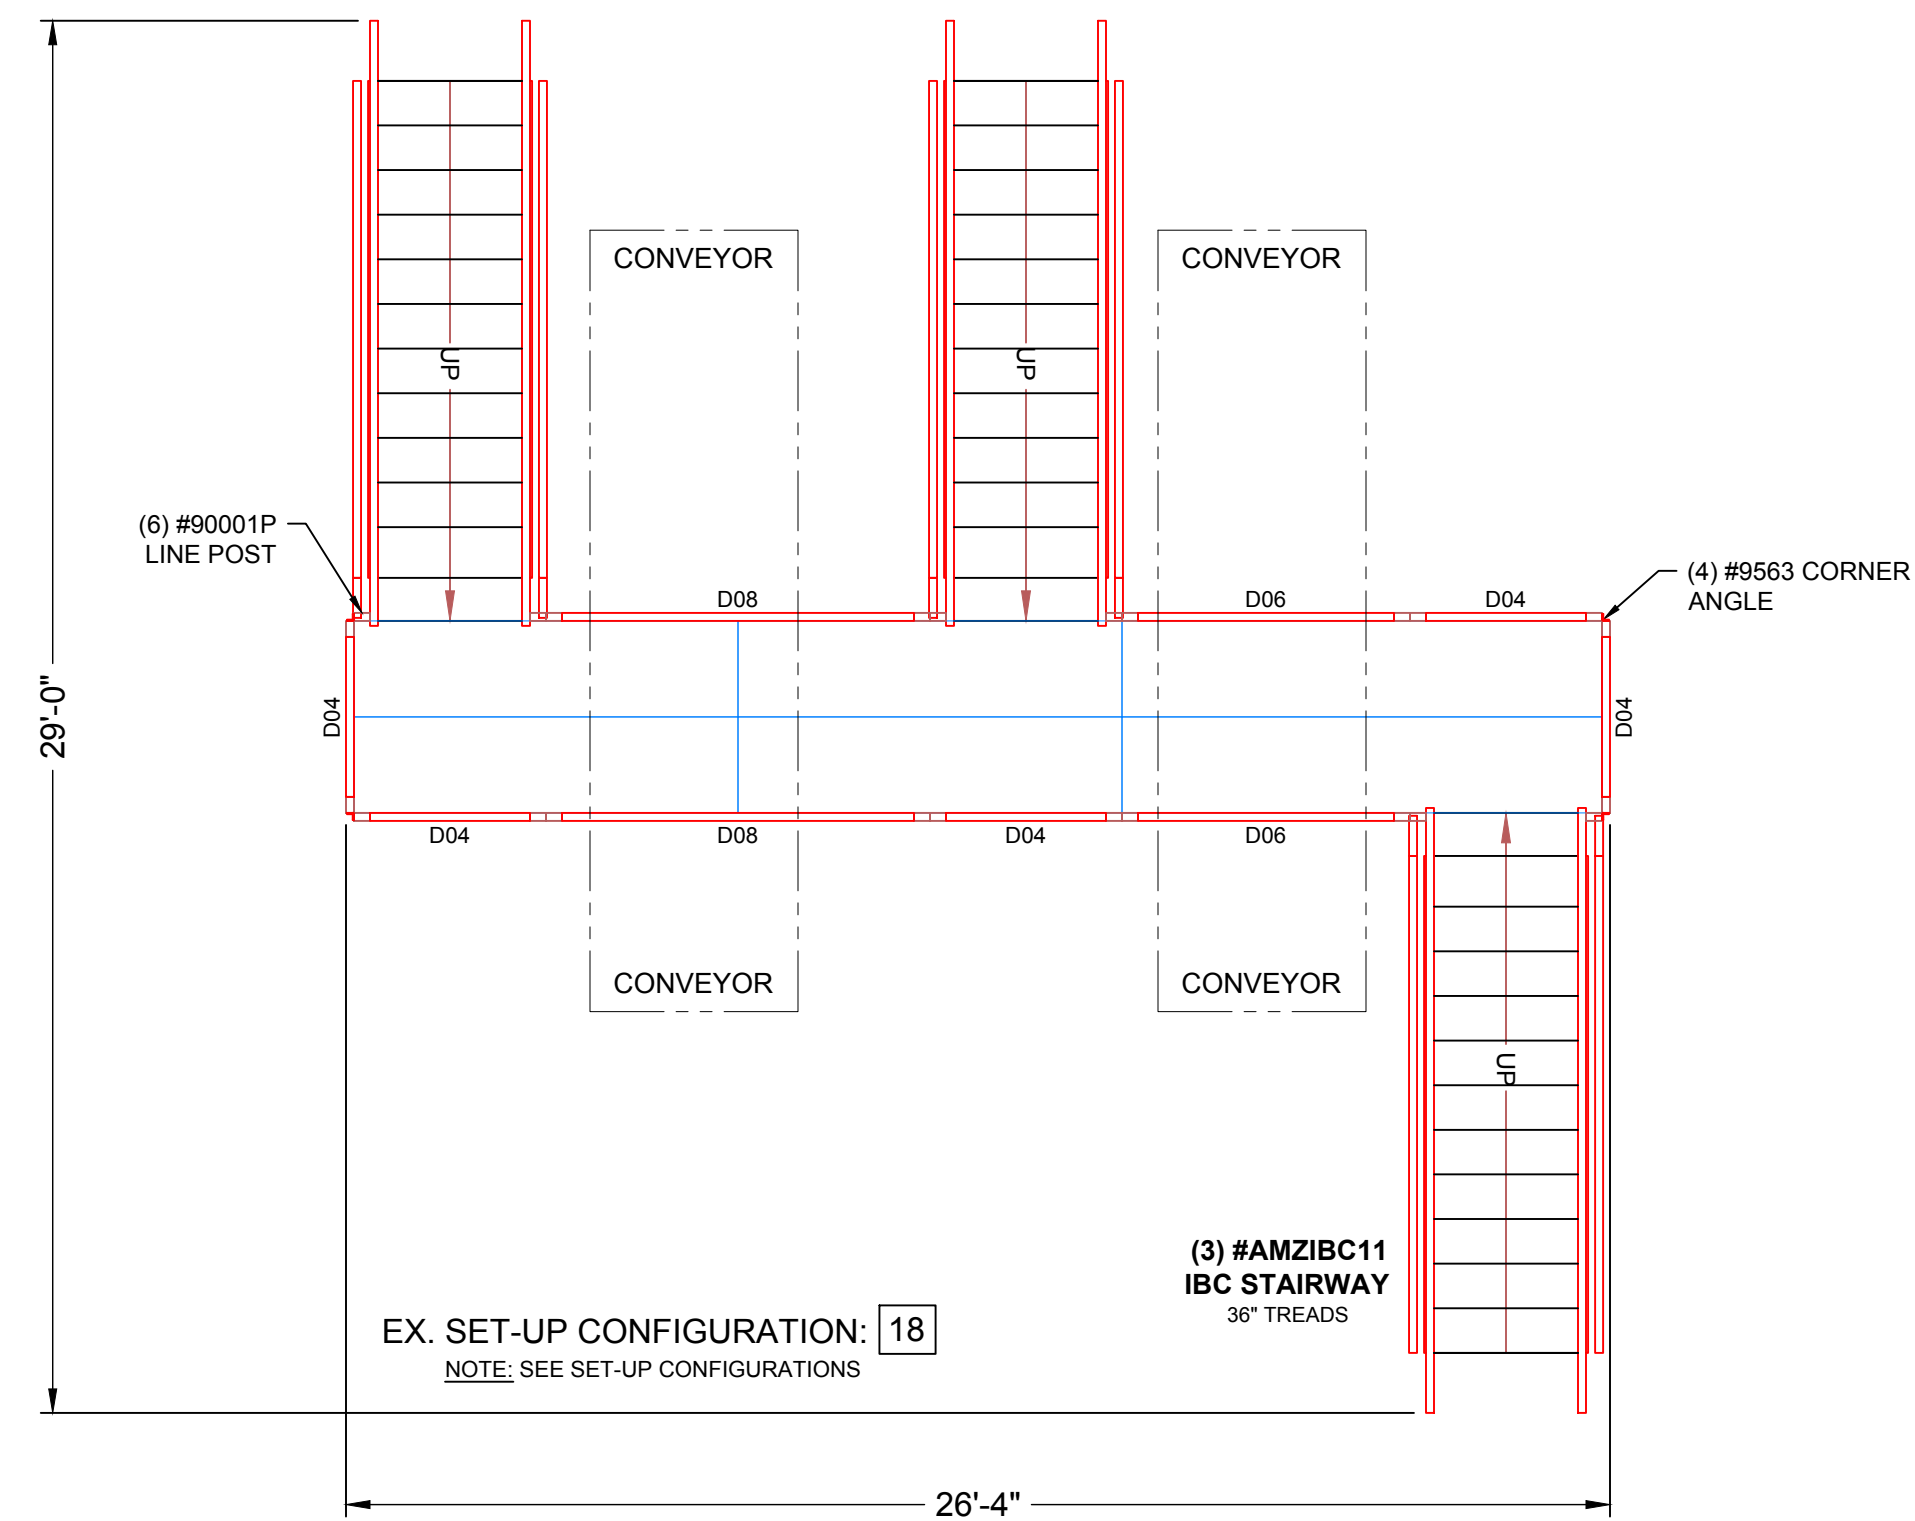 CONVEYOR
CONVEYOR
UP
UP
(6) #90001P
LINE POST
(4) #9563 CORNER
ANGLE
D08
D06
D04
29'-0"
D04
D04
D04
D08
D04
D06
CONVEYOR
CONVEYOR
UP
(3) #AMZIBC11
IBC STAIRWAY
36" TREADS
EX. SET-UP CONFIGURATION: 18
NOTE: SEE SET-UP CONFIGURATIONS
26'-4"